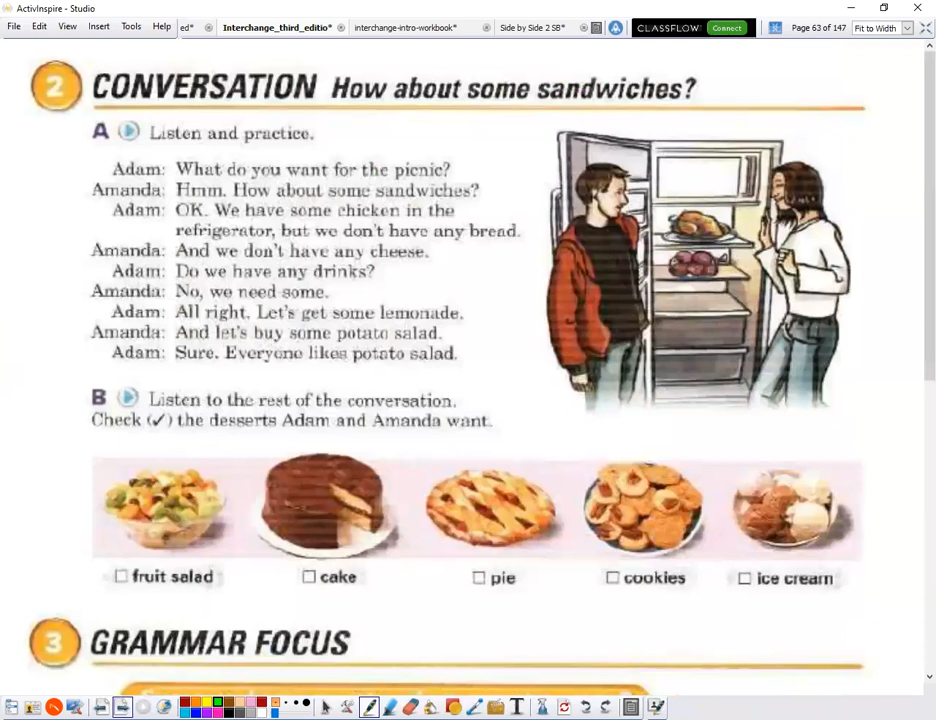 ActivInspire - Studio
File Edit View Insert Tools Help ed* Interchange_third_editio* interchange-intro-workbook* Side by Side 2 SB* CLASSFLOW Connect Page 63 of 147 Fit to Width
2 CONVERSATION How about some sandwiches?
A Listen and practice.
Adam: What do you want for the picnic?
Amanda: Hmm. How about some sandwiches?
Adam: OK. We have some chicken in the
refrigerator, but we don't have any bread.
Amanda: And we don't have any cheese.
Adam: Do we have any drinks?
Amanda: No, we need some.
Adam: All right. Let's get some lemonade.
Amanda: And let's buy some potato salad.
Adam: Sure. Everyone likes potato salad.
B Listen to the rest of the conversation.
Check (✓) the desserts Adam and Amanda want.
☐ fruit salad ☐ cake ☐ pie ☐ cookies ☐ ice cream
3 GRAMMAR FOCUS